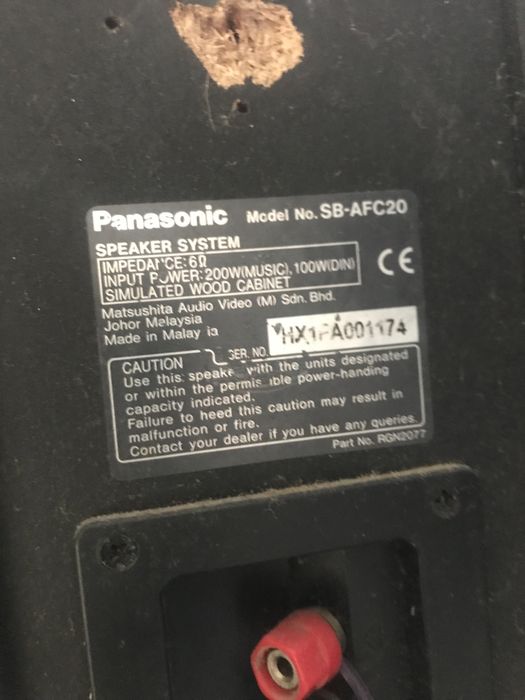 Panasonic Model No. SB-AFC20
SPEAKER SYSTEM
IMPEDANCE: 6Ω
INPUT POWER: 200W(MUSIC), 100W(DIN)
SIMULATED WOOD CABINET
CE
Matsushita Audio Video (M) Sdn. Bhd.
Johor Malaysia
Made in Malaysia
SER. NO.
CAUTION
Use this speaker with the units designated
or within the permissible power-handing
capacity indicated.
Failure to heed this caution may result in
malfunction or fire.
Contact your dealer if you have any queries.
Part No. RGN2077